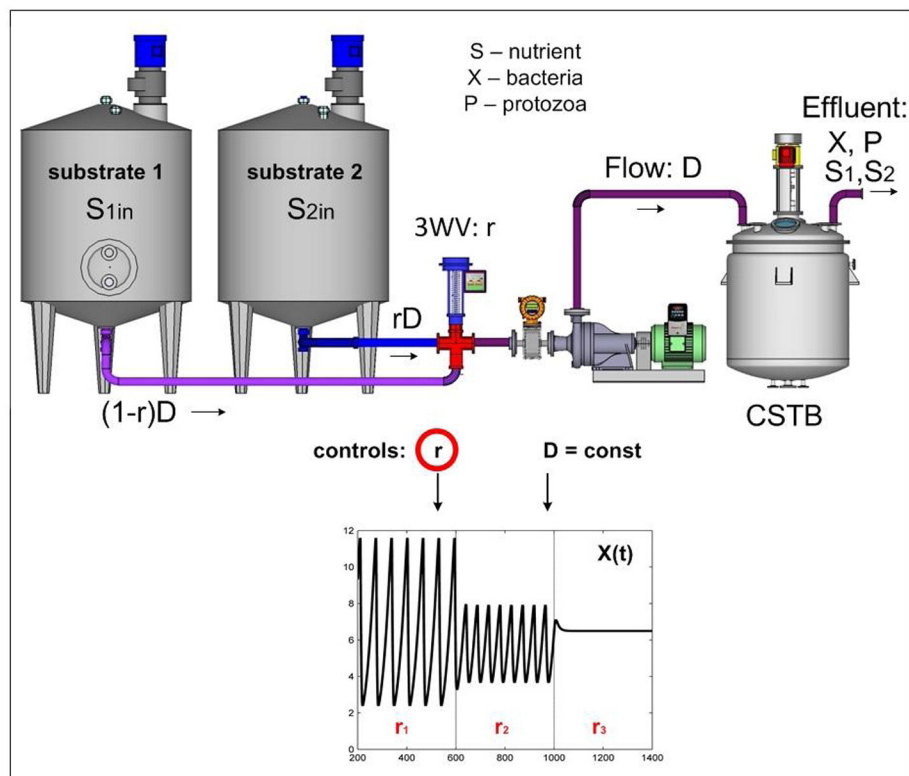 S – nutrient
X – bacteria
P – protozoa
Effluent:
X, P
S1,S2
substrate 1
S1in
substrate 2
S2in
Flow: D
3WV: r
rD
(1-r)D
CSTB
controls: r D = const
12
10
8
6
4
2
0
X(t)
r1 r2 r3
200 400 600 800 1000 1200 1400